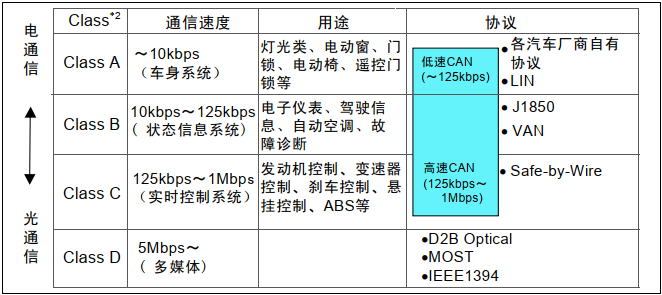 Class*2 通信速度 用途 协议
电通信
Class A
~10kbps
(车身系统)
灯光类、电动窗、门
锁、电动椅、遥控门
锁等
低速CAN
(~125kbps)
●各汽车厂商自有
协议
●LIN
Class B
10kbps~125kbps
( 状态信息系统)
电子仪表、驾驶信
息、自动空调、故
障诊断
● J1850
● VAN
Class C
125kbps~1Mbps
(实时控制系统)
发动机控制、变速器
控制、刹车控制、悬
挂控制、ABS等
高速CAN
(125kbps~
1Mbps)
● Safe-by-Wire
光通信
Class D
5Mbps~
( 多媒体)
●D2B Optical
●MOST
●IEEE1394